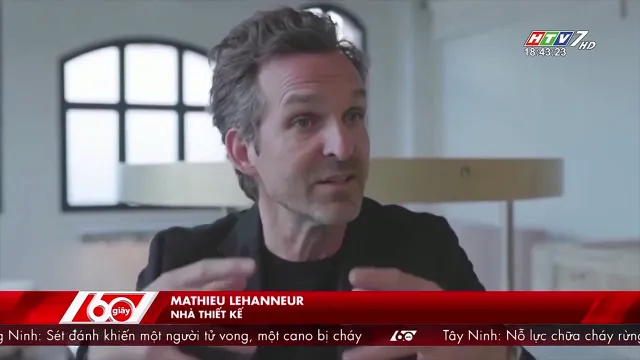 HTV7 HD
18:43:23
60 giây
MATHIEU LEHANNEUR
NHÀ THIẾT KẾ
Ninh: Sét đánh khiến một người tử vong, một cano bị cháy 60 Tây Ninh: Nỗ lực chữa cháy rừng